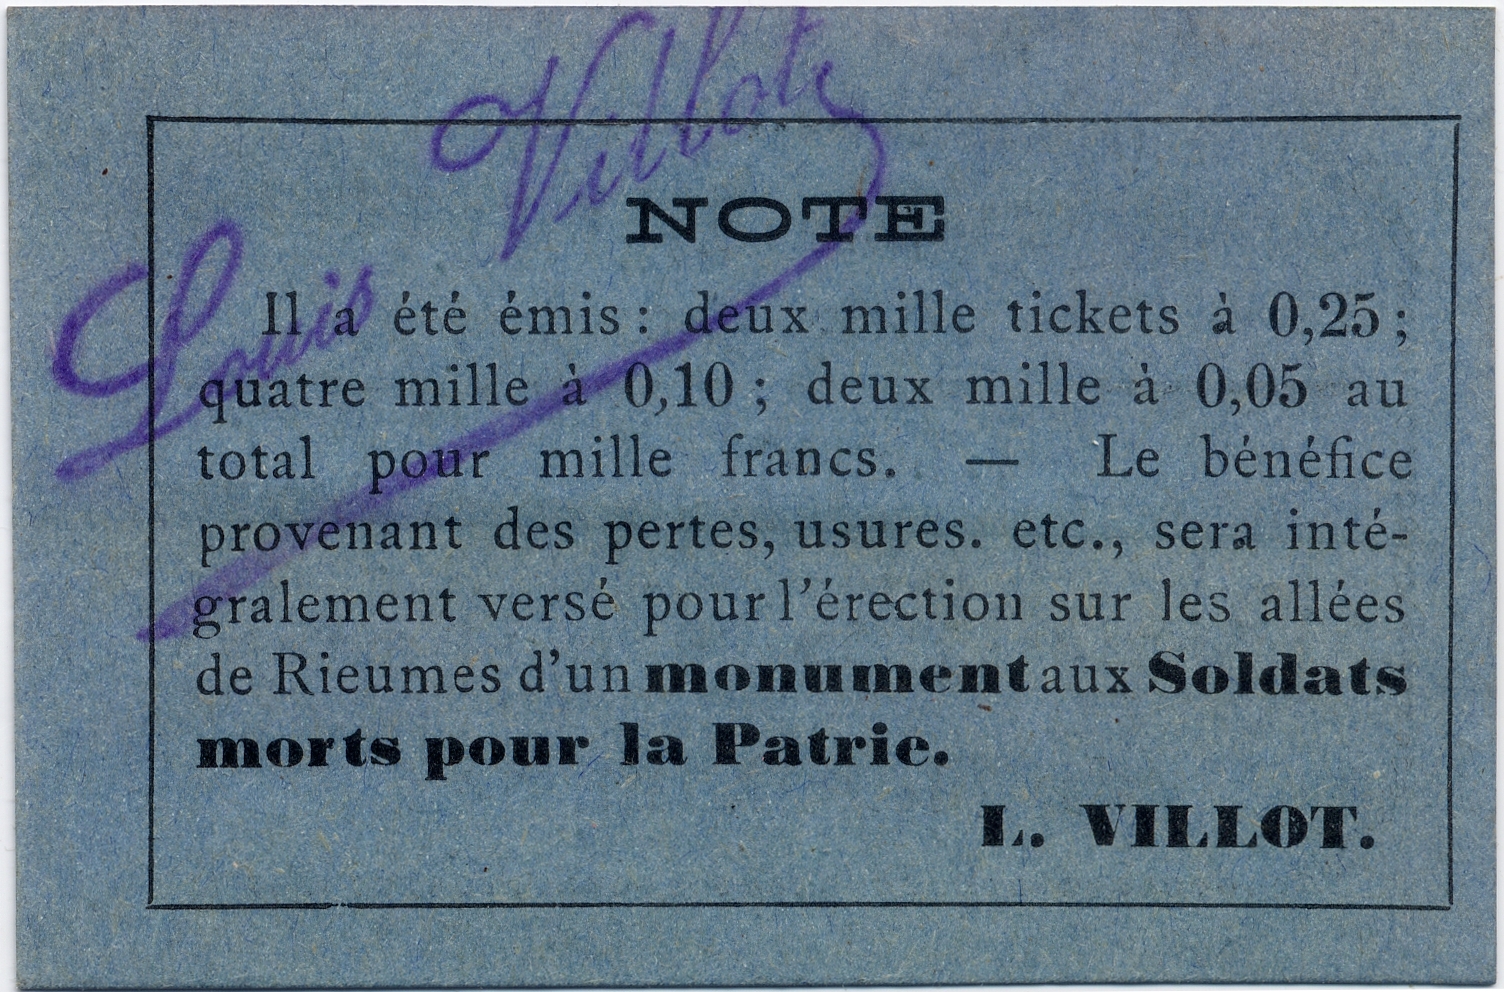 Louis Villot
NOTE
Il a été émis : deux mille tickets à 0,25 ;
quatre mille à 0,10 ; deux mille à 0,05 au
total pour mille francs. — Le bénéfice
provenant des pertes, usures. etc., sera inté-
gralement versé pour l'érection sur les allées
de Rieumes d'un monument aux Soldats
morts pour la Patrie.
L. VILLOT.